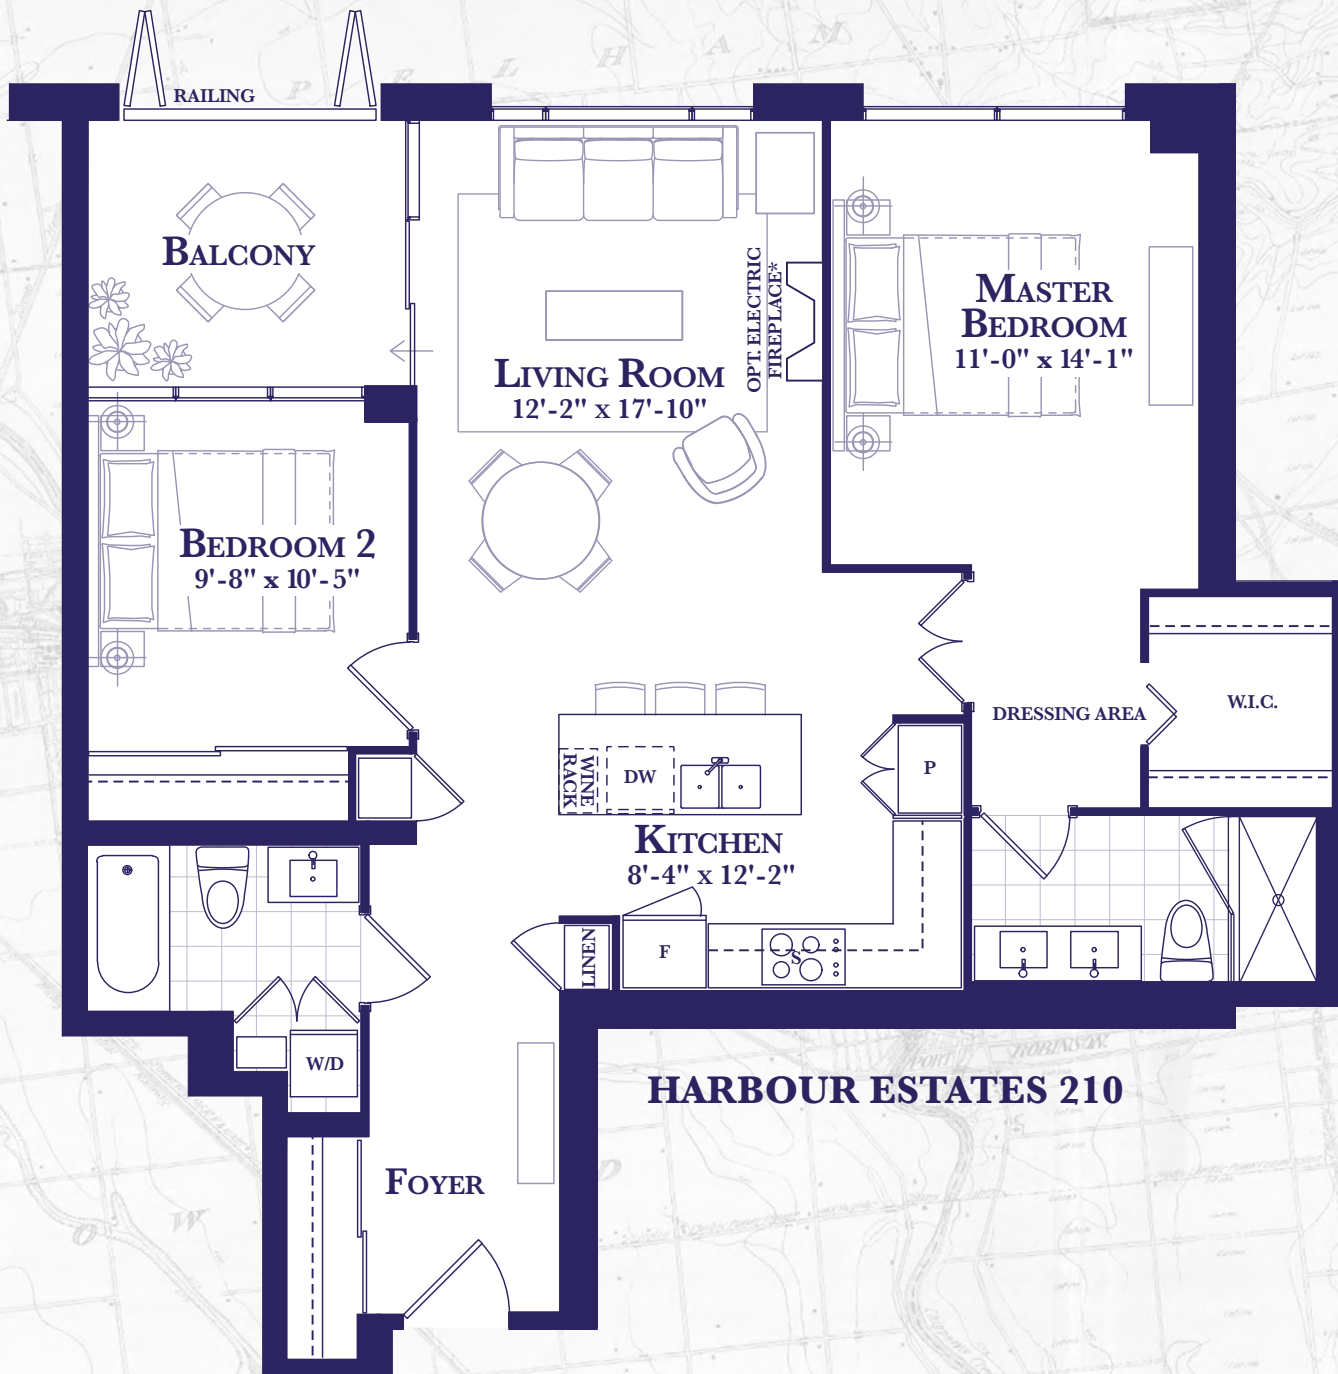 P E L H A M
RAILING
BALCONY
LIVING ROOM
12'-2" X 17'-10"
OPT. ELECTRIC
FIREPLACE*
MASTER
BEDROOM
11'-0" x 14'-1"
BEDROOM 2
9'-8" x 10'-5"
DRESSING AREA
W.I.C.
WINE
RACK
DW
P
KITCHEN
8'-4" X 12'-2"
LINEN
F
S
W/D
PORT ROBINSON
HARBOUR ESTATES 210
FOYER